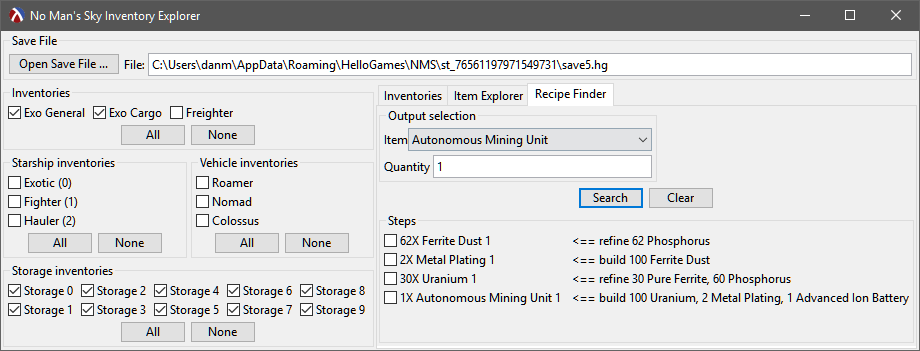 No Man's Sky Inventory Explorer
Save File
Open Save File ... File: C:\Users\danm\AppData\Roaming\HelloGames\NMS\st_76561197971549731\save5.hg
Inventories
Exo General Exo Cargo Freighter
All None
Starship inventories
Exotic (0)
Fighter (1)
Hauler (2)
All None
Vehicle inventories
Roamer
Nomad
Colossus
All None
Storage inventories
Storage 0 Storage 2 Storage 4 Storage 6 Storage 8
Storage 1 Storage 3 Storage 5 Storage 7 Storage 9
All None
Inventories Item Explorer Recipe Finder
Output selection
Item Autonomous Mining Unit
Quantity 1
Search Clear
Steps
62X Ferrite Dust 1 <== refine 62 Phosphorus
2X Metal Plating 1 <== build 100 Ferrite Dust
30X Uranium 1 <== refine 30 Pure Ferrite, 60 Phosphorus
1X Autonomous Mining Unit 1 <== build 100 Uranium, 2 Metal Plating, 1 Advanced Ion Battery